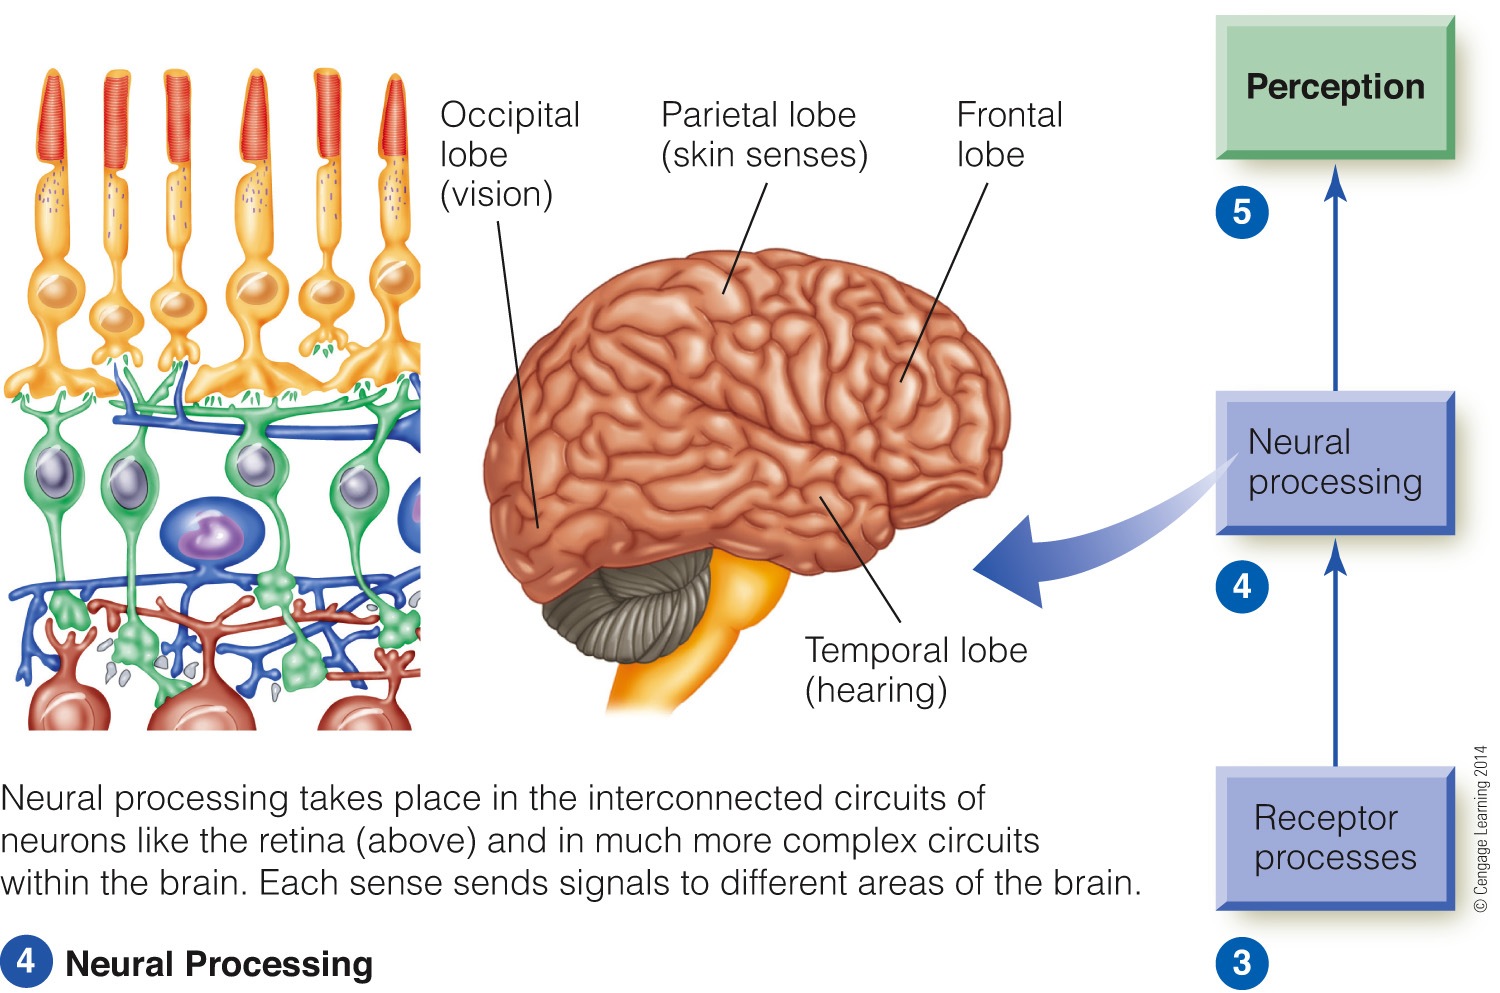 Occipital
lobe
(vision)
Parietal lobe
(skin senses)
Frontal
lobe
Temporal lobe
(hearing)
Perception
5
Neural
processing
4
Receptor
processes
3
© Cengage Learning 2014
Neural processing takes place in the interconnected circuits of
neurons like the retina (above) and in much more complex circuits
within the brain. Each sense sends signals to different areas of the brain.
4 Neural Processing